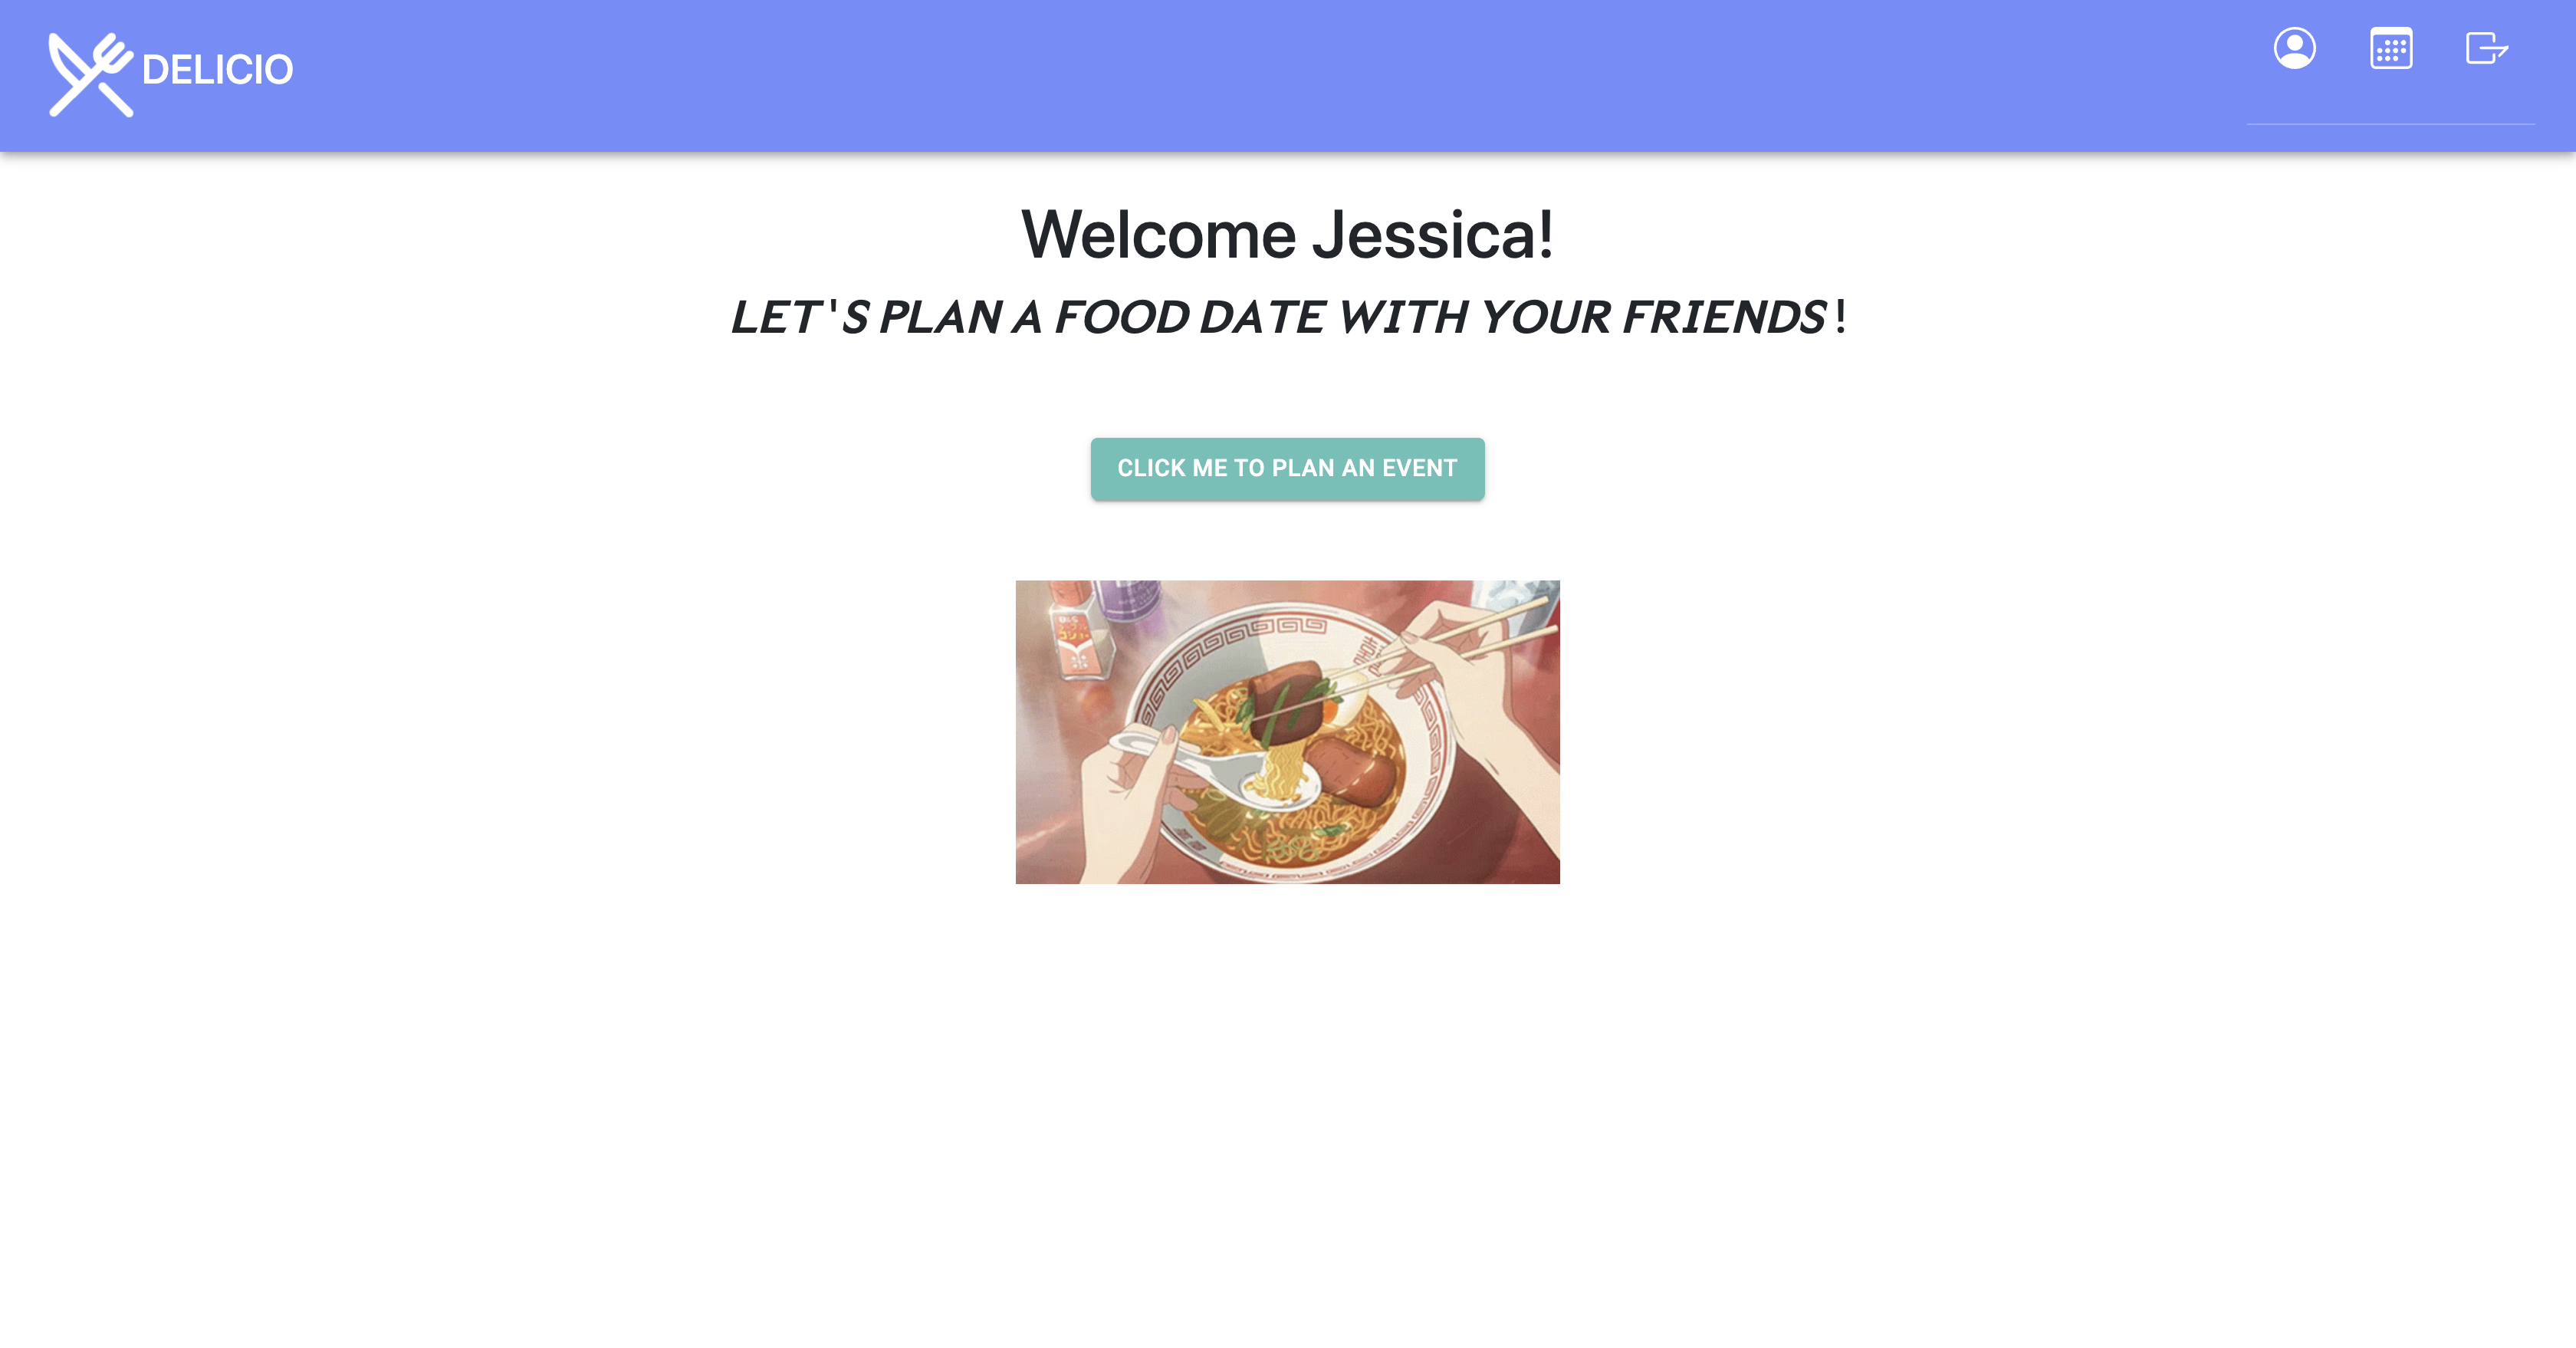 DELICIO
Welcome Jessica!
LET'S PLAN A FOOD DATE WITH YOUR FRIENDS!
CLICK ME TO PLAN AN EVENT